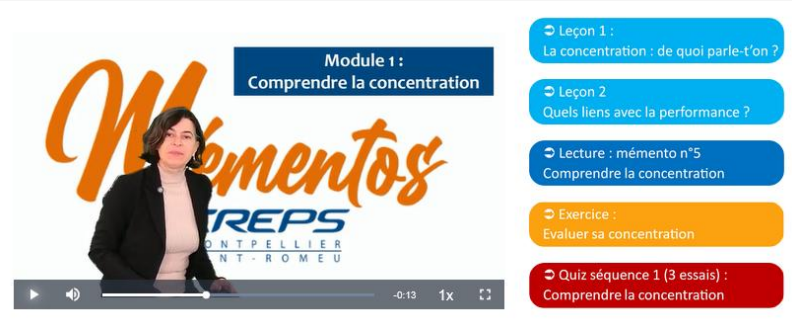 Module 1 :
Comprendre la concentration
Mémentos
CREPS
ONTPELLIER
NT-ROMEU
-0:13 1x
Leçon 1 :
La concentration : de quoi parle-t'on ?
Leçon 2
Quels liens avec la performance ?
Lecture : mémento n°5
Comprendre la concentration
Exercice :
Evaluer sa concentration
Quiz séquence 1 (3 essais) :
Comprendre la concentration